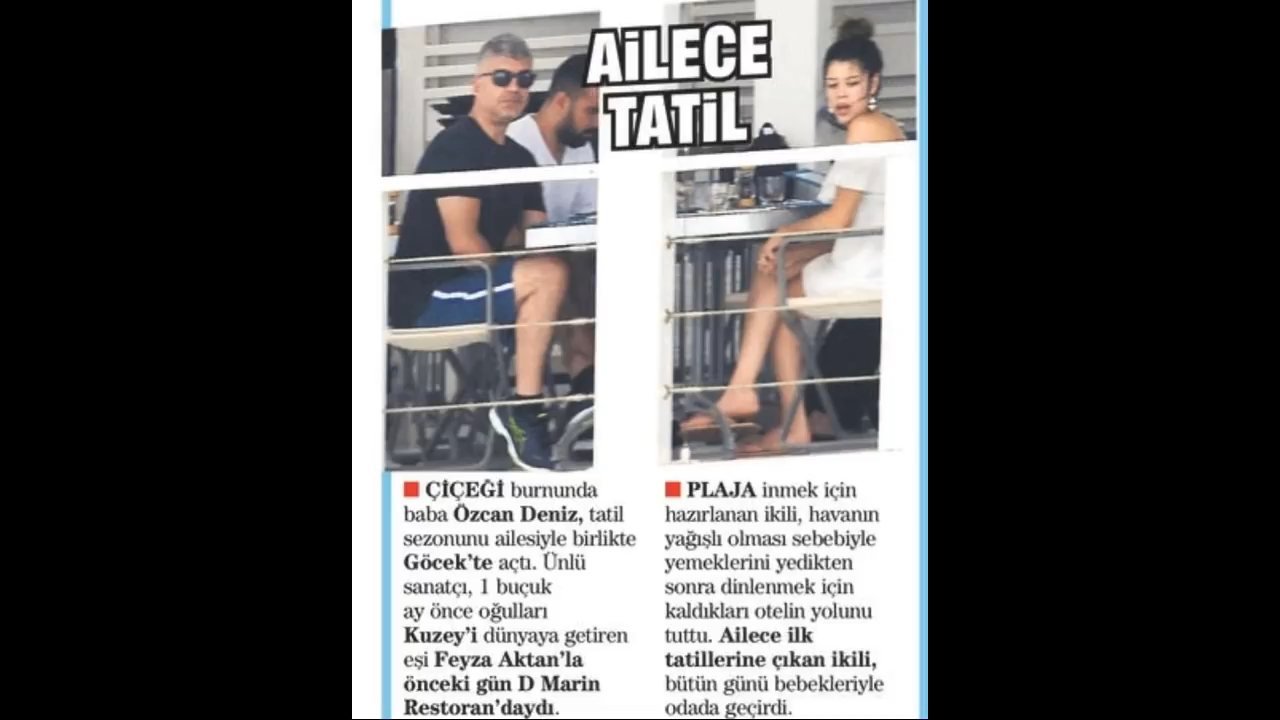 AiLECE
TATiL
ÇİÇEĞİ burnunda
baba Özcan Deniz, tatil
sezonunu ailesiyle birlikte
Göcek’te açtı. Ünlü
sanatçı, 1 buçuk
ay önce oğulları
Kuzey’i dünyaya getiren
eşi Feyza Aktan’la
önceki gün D Marin
Restoran’daydı.
PLAJA inmek için
hazırlanan ikili, havanın
yağışlı olması sebebiyle
yemeklerini yedikten
sonra dinlenmek için
kaldıkları otelin yolunu
tuttu. Ailece ilk
tatillerine çıkan ikili,
bütün günü bebekleriyle
odada geçirdi.